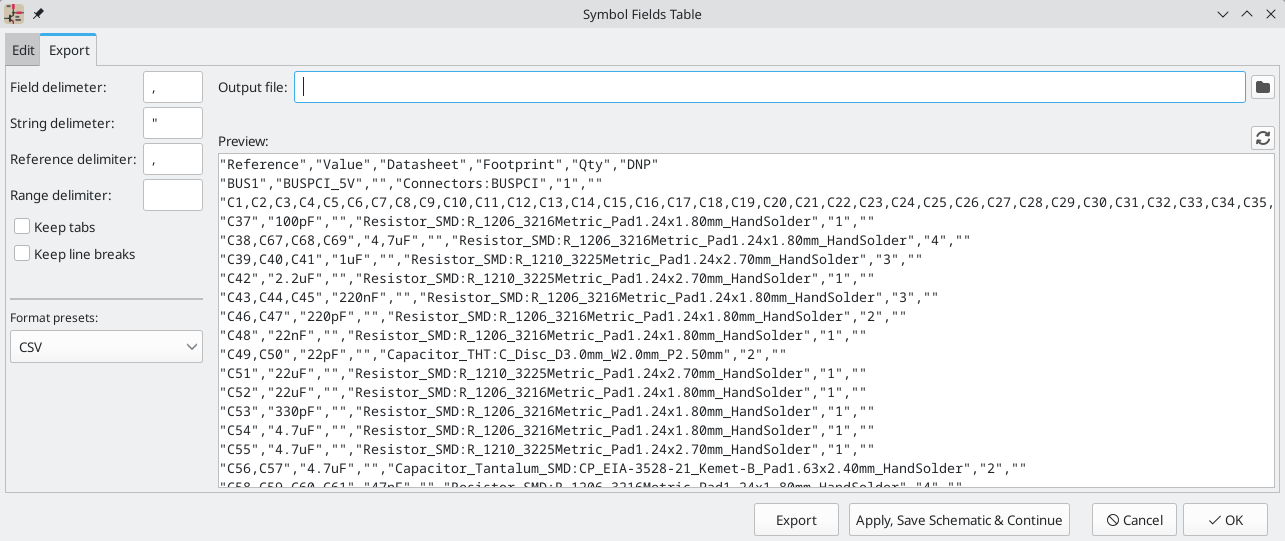 Symbol Fields Table
Edit
Export
Field delimeter:
,
Output file:
String delimeter:
"
Reference delimiter:
,
Range delimiter:
Keep tabs
Keep line breaks
Format presets:
CSV
Preview:
"Reference","Value","Datasheet","Footprint","Qty","DNP"
"BUS1","BUSPCI_5V","","Connectors:BUSPCI","1",""
"C1,C2,C3,C4,C5,C6,C7,C8,C9,C10,C11,C12,C13,C14,C15,C16,C17,C18,C19,C20,C21,C22,C23,C24,C25,C26,C27,C28,C29,C30,C31,C32,C33,C34,C35,
"C37","100pF","","Resistor_SMD:R_1206_3216Metric_Pad1.24x1.80mm_HandSolder","1",""
"C38,C67,C68,C69","4,7uF","","Resistor_SMD:R_1206_3216Metric_Pad1.24x1.80mm_HandSolder","4",""
"C39,C40,C41","1uF","","Resistor_SMD:R_1210_3225Metric_Pad1.24x2.70mm_HandSolder","3",""
"C42","2.2uF","","Resistor_SMD:R_1210_3225Metric_Pad1.24x2.70mm_HandSolder","1",""
"C43,C44,C45","220nF","","Resistor_SMD:R_1206_3216Metric_Pad1.24x1.80mm_HandSolder","3",""
"C46,C47","220pF","","Resistor_SMD:R_1206_3216Metric_Pad1.24x1.80mm_HandSolder","2",""
"C48","22nF","","Resistor_SMD:R_1206_3216Metric_Pad1.24x1.80mm_HandSolder","1",""
"C49,C50","22pF","","Capacitor_THT:C_Disc_D3.0mm_W2.0mm_P2.50mm","2",""
"C51","22uF","","Resistor_SMD:R_1210_3225Metric_Pad1.24x2.70mm_HandSolder","1",""
"C52","22uF","","Resistor_SMD:R_1206_3216Metric_Pad1.24x1.80mm_HandSolder","1",""
"C53","330pF","","Resistor_SMD:R_1206_3216Metric_Pad1.24x1.80mm_HandSolder","1",""
"C54","4.7uF","","Resistor_SMD:R_1206_3216Metric_Pad1.24x1.80mm_HandSolder","1",""
"C55","4.7uF","","Resistor_SMD:R_1210_3225Metric_Pad1.24x2.70mm_HandSolder","1",""
"C56,C57","4.7uF","","Capacitor_Tantalum_SMD:CP_EIA-3528-21_Kemet-B_Pad1.63x2.40mm_HandSolder","2",""
"C58,C59,C60,C61","47nF","","Resistor_SMD:R_1206_3216Metric_Pad1.24x1.80mm_HandSolder","4",""
Export
Apply, Save Schematic & Continue
Cancel
OK